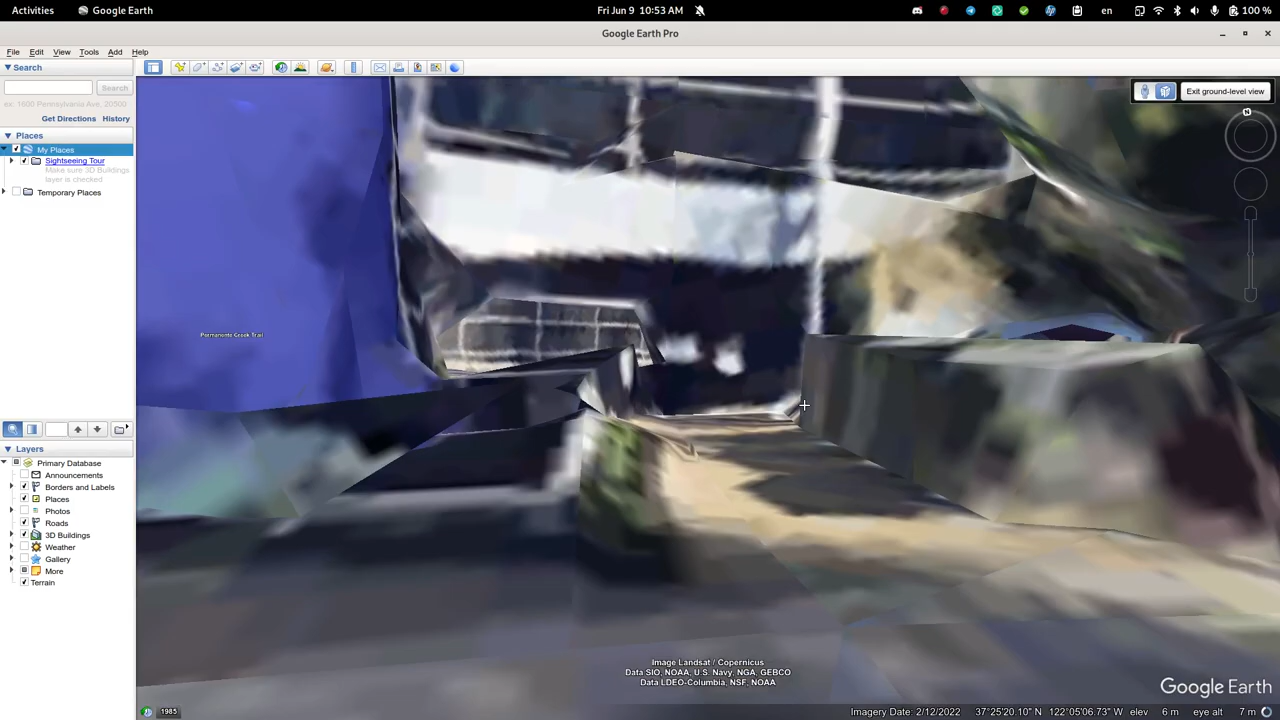 Activities
Google Earth
Fri Jun 9 10:53 AM
en
100 %
Google Earth Pro
File Edit View Tools Add Help
Search
Search
ex: 1600 Pennsylvania Ave, 20500
Get Directions History
Places
My Places
Sightseeing Tour
Make sure 3D Buildings
layer is checked
Temporary Places
Layers
Primary Database
Announcements
Borders and Labels
Places
Photos
Roads
3D Buildings
Weather
Gallery
More
Terrain
Exit ground-level view
N
Permanente Creek Trail
Image Landsat / Copernicus
Data SIO, NOAA, U.S. Navy, NGA, GEBCO
Data LDEO-Columbia, NSF, NOAA
Google Earth
1985
Imagery Date: 2/12/2022 37°25'20.10" N 122°05'06.73" W elev 6 m eye alt 7 m